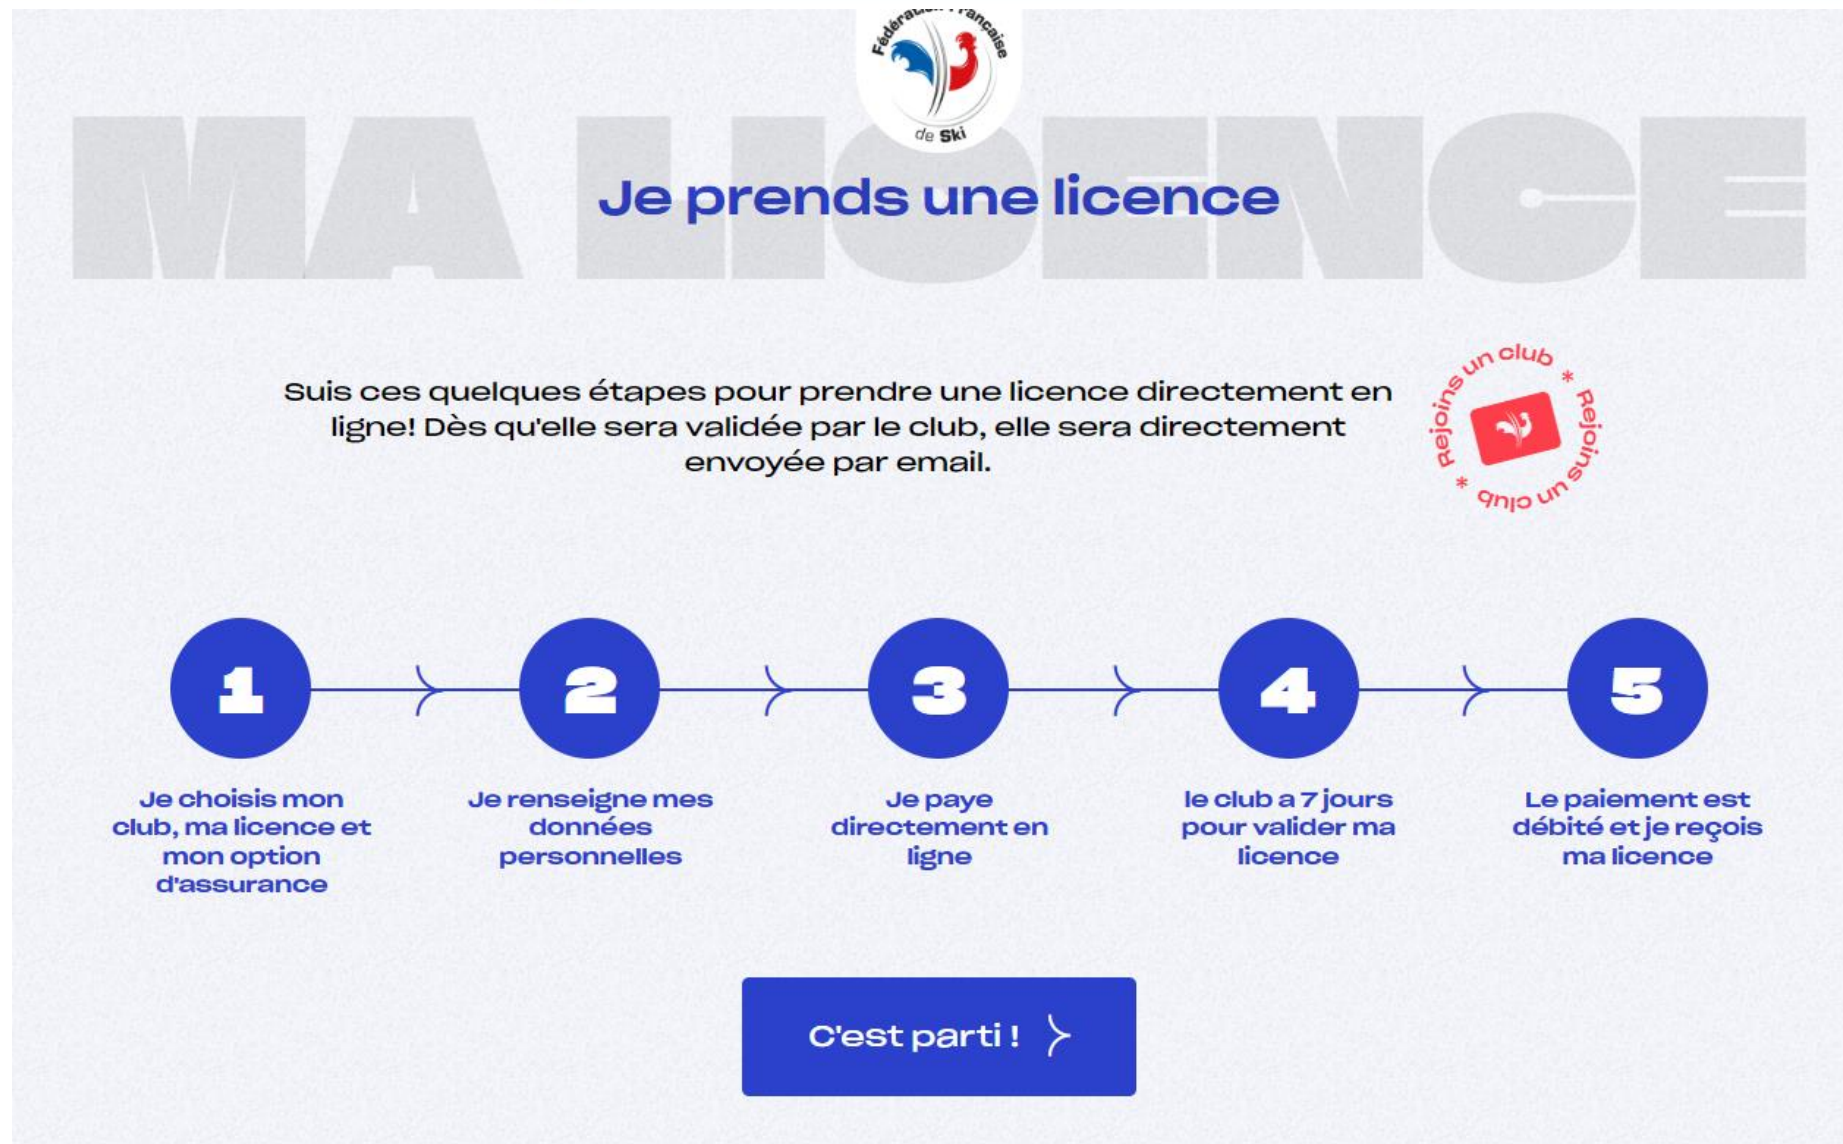 Fédération Française
de Ski
MA LICENCE
Je prends une licence
Suis ces quelques étapes pour prendre une licence directement en
ligne! Dès qu'elle sera validée par le club, elle sera directement
envoyée par email.
Rejoins un club * Rejoins un club *
1
2
3
4
5
Je choisis mon
club, ma licence et
mon option
d'assurance
Je renseigne mes
données
personnelles
Je paye
directement en
ligne
le club a 7 jours
pour valider ma
licence
Le paiement est
débité et je reçois
ma licence
C'est parti !